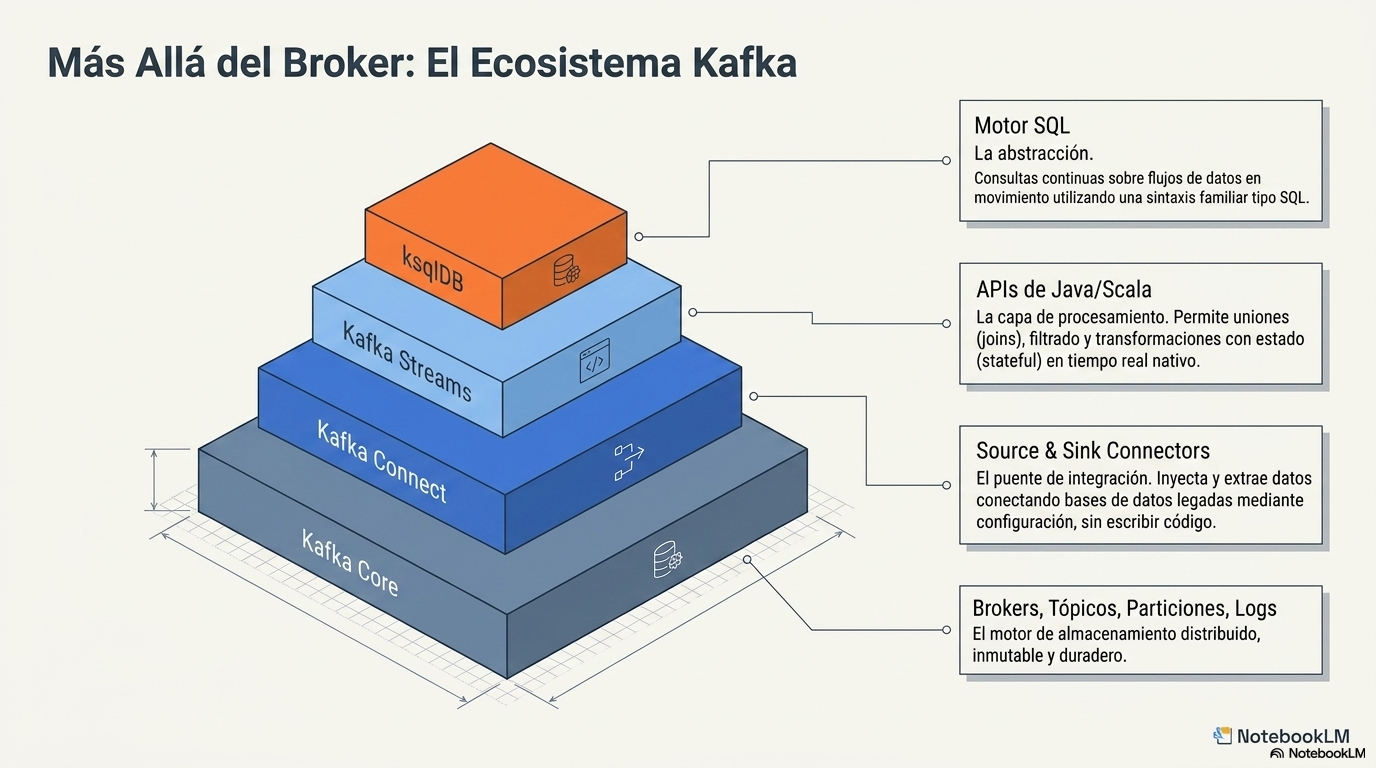 Más Allá del Broker: El Ecosistema Kafka
ksqlDB
Kafka Streams
Kafka Connect
Kafka Core
Motor SQL
La abstracción.
Consultas continuas sobre flujos de datos en
movimiento utilizando una sintaxis familiar tipo SQL.
APIs de Java/Scala
La capa de procesamiento. Permite uniones
(joins), filtrado y transformaciones con estado
(stateful) en tiempo real nativo.
Source & Sink Connectors
El puente de integración. Inyecta y extrae datos
conectando bases de datos legadas mediante
configuración, sin escribir código.
Brokers, Tópicos, Particiones, Logs
El motor de almacenamiento distribuido,
inmutable y duradero.
NotebookLM
NotebookLM